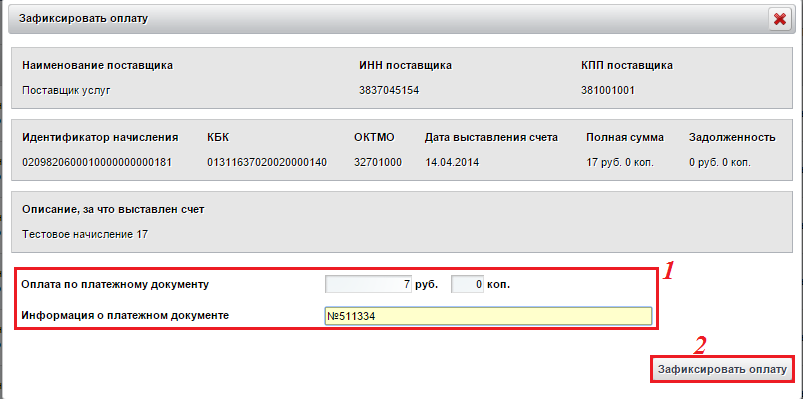 Зафиксировать оплату
Наименование поставщика ИНН поставщика КПП поставщика
Поставщик услуг 3837045154 381001001
Идентификатор начисления КБК ОКТМО Дата выставления счета Полная сумма Задолженность
0209820600010000000000181 01311637020020000140 32701000 14.04.2014 17 руб. 0 коп. 0 руб. 0 коп.
Описание, за что выставлен счет
Тестовое начисление 17
1
Оплата по платежному документу 7 руб. 0 коп.
Информация о платежном документе №511334
2
Зафиксировать оплату